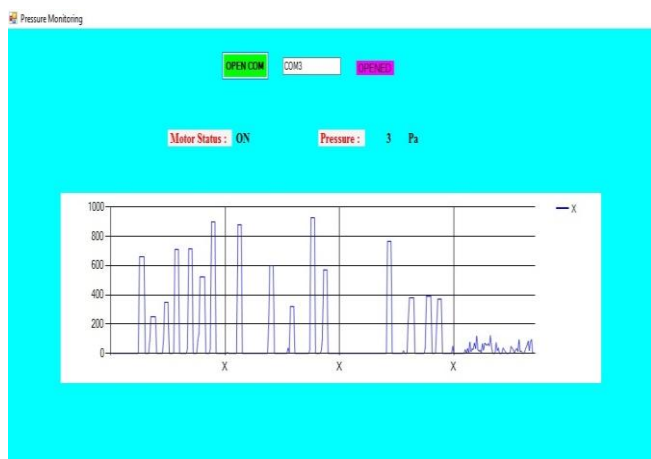 Pressure Monitoring
OPEN COM COM3 OPENED
Motor Status : ON Pressure : 3 Pa
1000
800
600
400
200
0
X
X X X